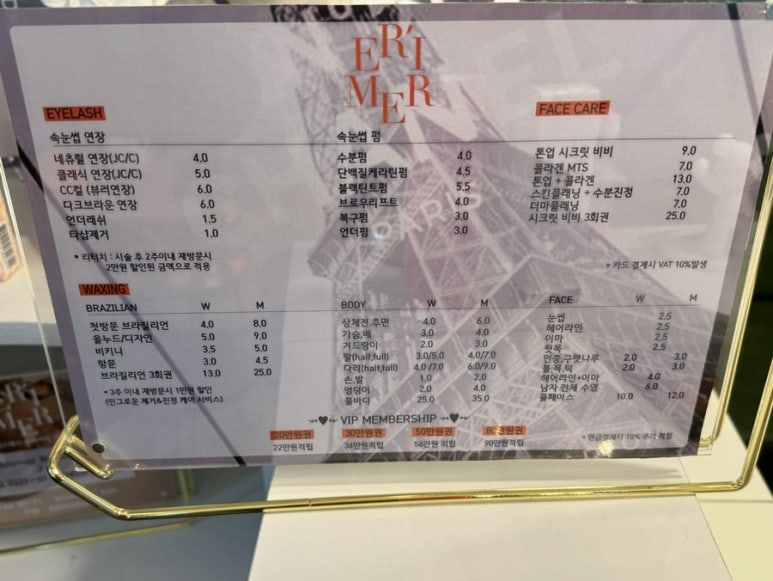 ER'I
MER
EYELASH
속눈썹 연장
네츄럴 연장(JC/C) 4.0
클래식 연장(JC/C) 5.0
CC컬 (뷰러연장) 6.0
다크브라운 연장 6.0
언더래쉬 1.5
타샵제거 1.0
* 리터치 : 시술 후 2주이내 재방문시
2만원 할인된 금액으로 적용
속눈썹 펌
수분펌 4.0
단백질케라틴펌 4.5
블랙틴트펌 5.5
브로우리프트 4.0
복구펌 3.0
언더펌 3.0
FACE CARE
톤업 시크릿 비비 9.0
콜라겐 MTS 7.0
톤업 + 콜라겐 13.0
스킨플래닝 + 수분진정 7.0
더마플래닝 7.0
시크릿 비비 3회권 25.0
* 카드 결제시 VAT 10%발생
PARIS
WAXING
BRAZILIAN W M
첫방문 브라질리언 4.0 8.0
올누드/디자인 5.0 9.0
비키니 3.5 5.0
항문 3.0 4.5
브라질리언 3회권 13.0 25.0
* 3주 이내 재방문시 1만원 할인
(인그로운 제거&진정 케어 서비스)
BODY W M
상체전,후면 4.0 6.0
가슴,배 3.0 4.0
겨드랑이 2.0 3.0
팔(half,full) 3.0/5.0 4.0/7.0
다리(half,full) 4.0/7.0 6.0/9.0
손,발 1.0 2.0
엉덩이 2.0 4.0
풀바디 25.0 35.0
FACE W M
눈썹 2.5
헤어라인 2.5
이마 2.5
뒷목 2.5
인중,구렛나루 2.0 3.0
볼,목,턱 2.0 3.0
헤어라인+이마 4.0
남자 전체 수염 6.0
풀페이스 10.0 12.0
VIP MEMBERSHIP
20만원권 30만원권 50만원권 80만원권
22만원적립 34만원적립 56만원 적립 90만원적립
* 현금결제시 10% 추가 적립